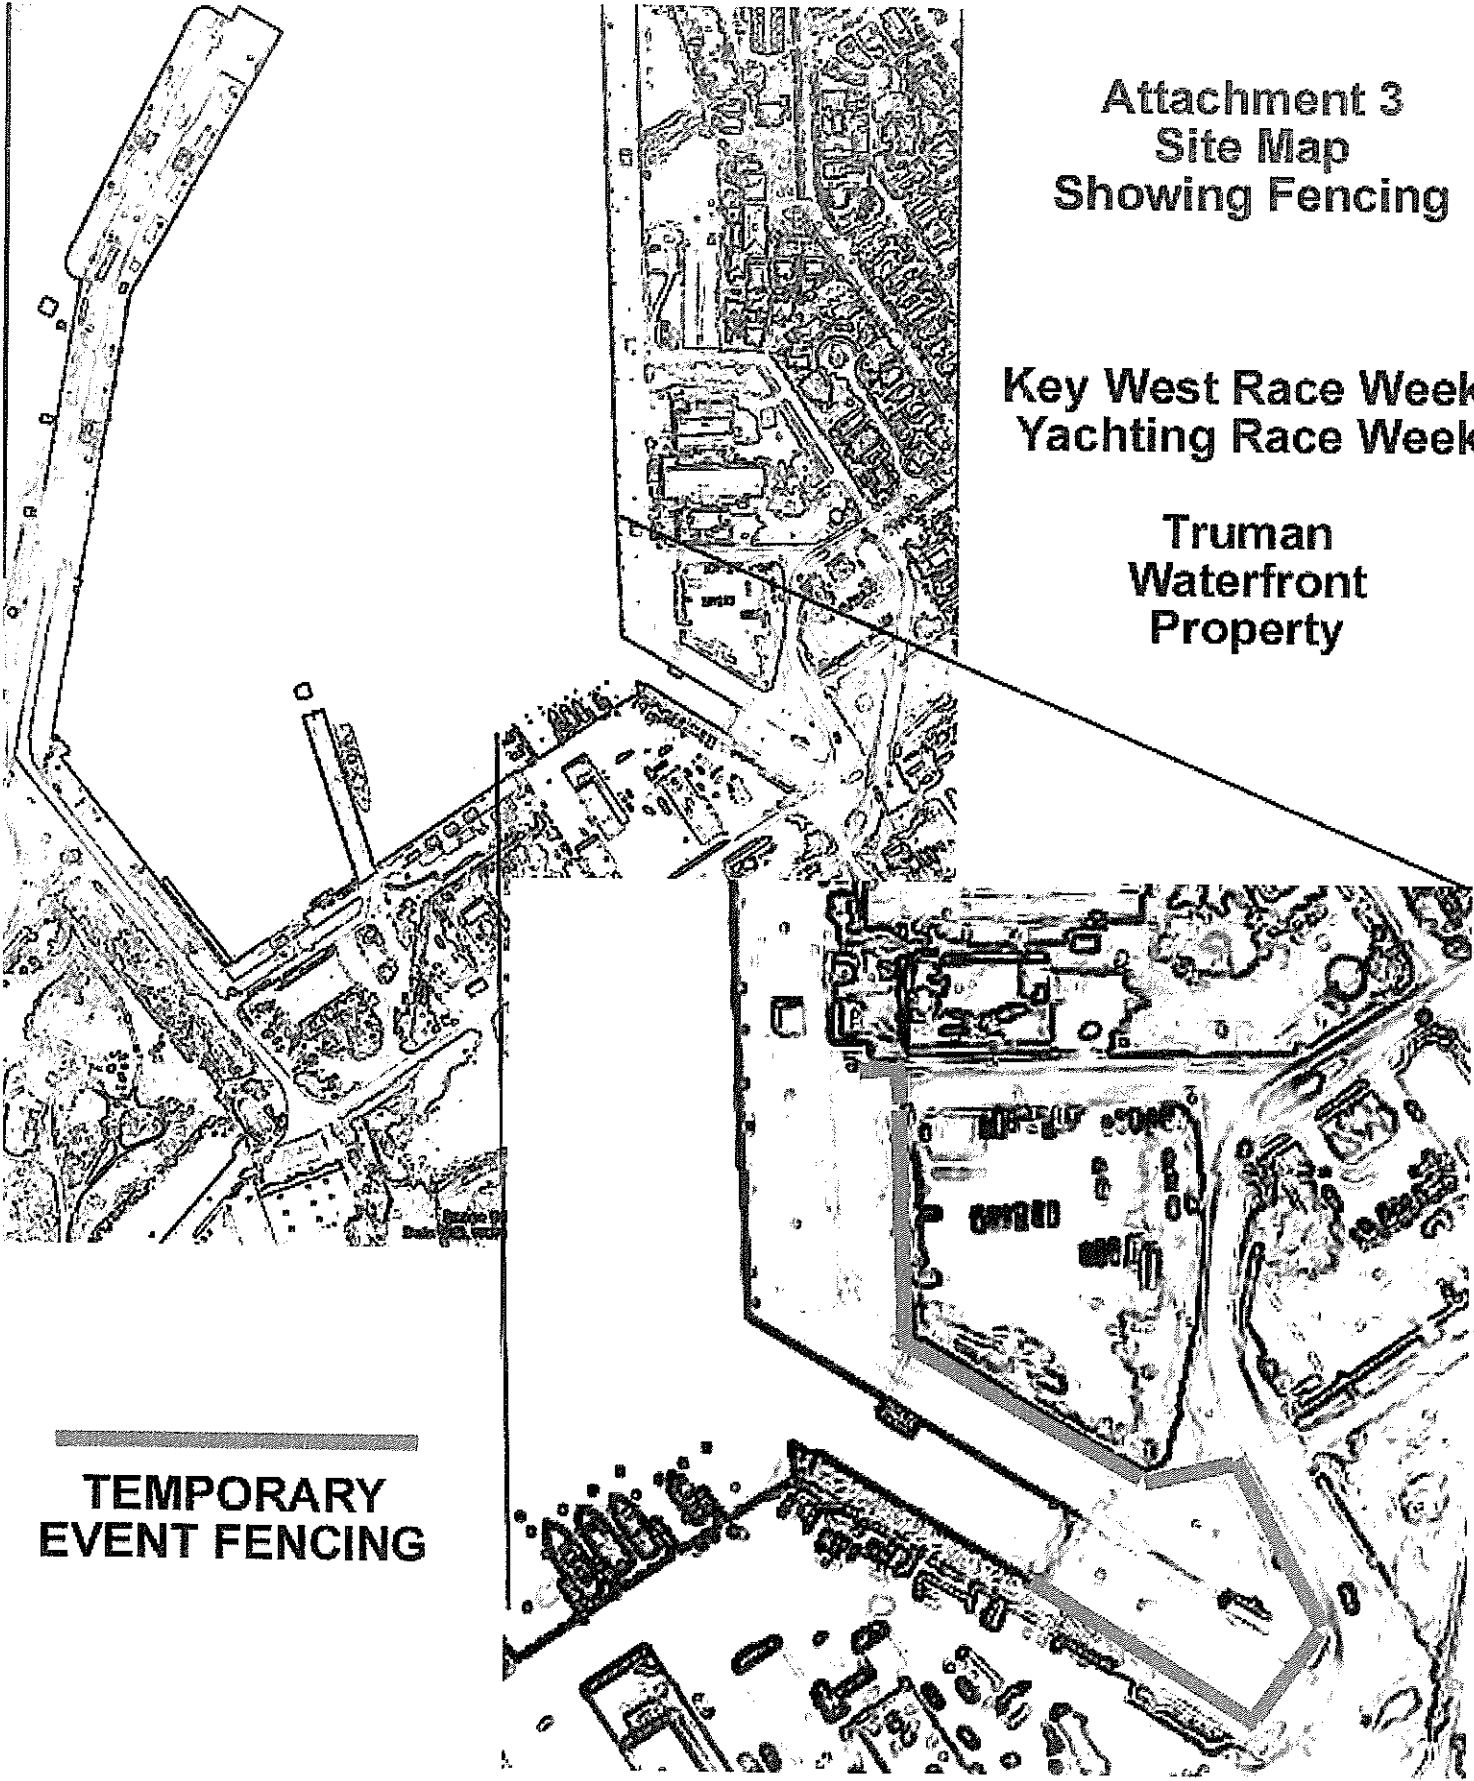 Attachment 3
Site Map
Showing Fencing
Key West Race Week
Yachting Race Week
Truman
Waterfront
Property
TEMPORARY
EVENT FENCING